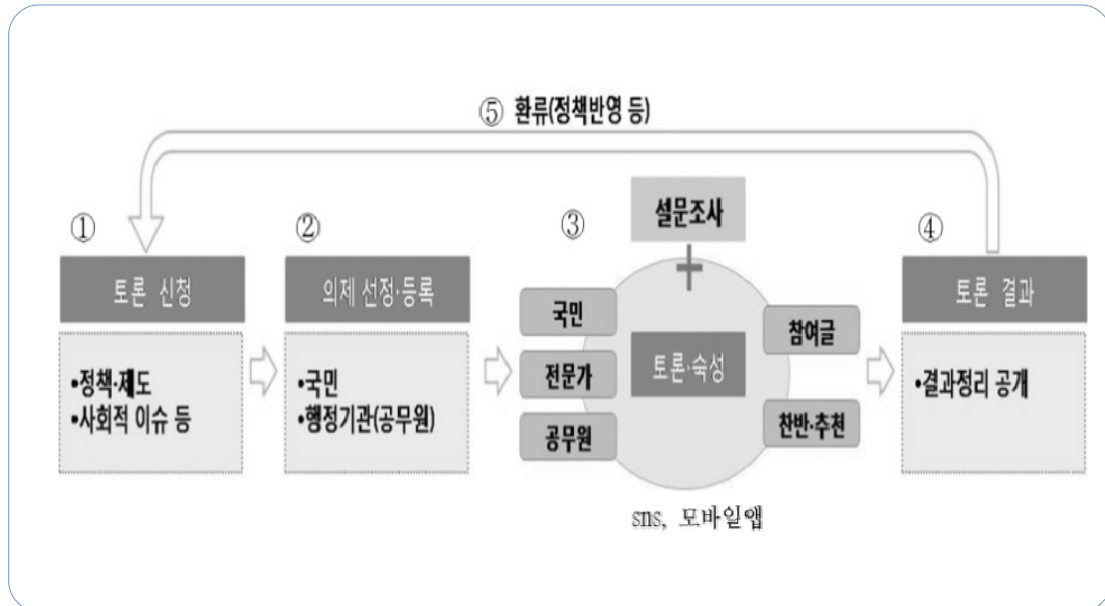 ⑤ 환류(정책반영 등)
①
토론 신청
•정책·제도
•사회적 이슈 등
②
의제 선정·등록
•국민
•행정기관(공무원)
③
설문조사
국민
전문가
공무원
토론·숙성
참여글
찬반·추천
sns, 모바일앱
④
토론 결과
•결과정리 공개